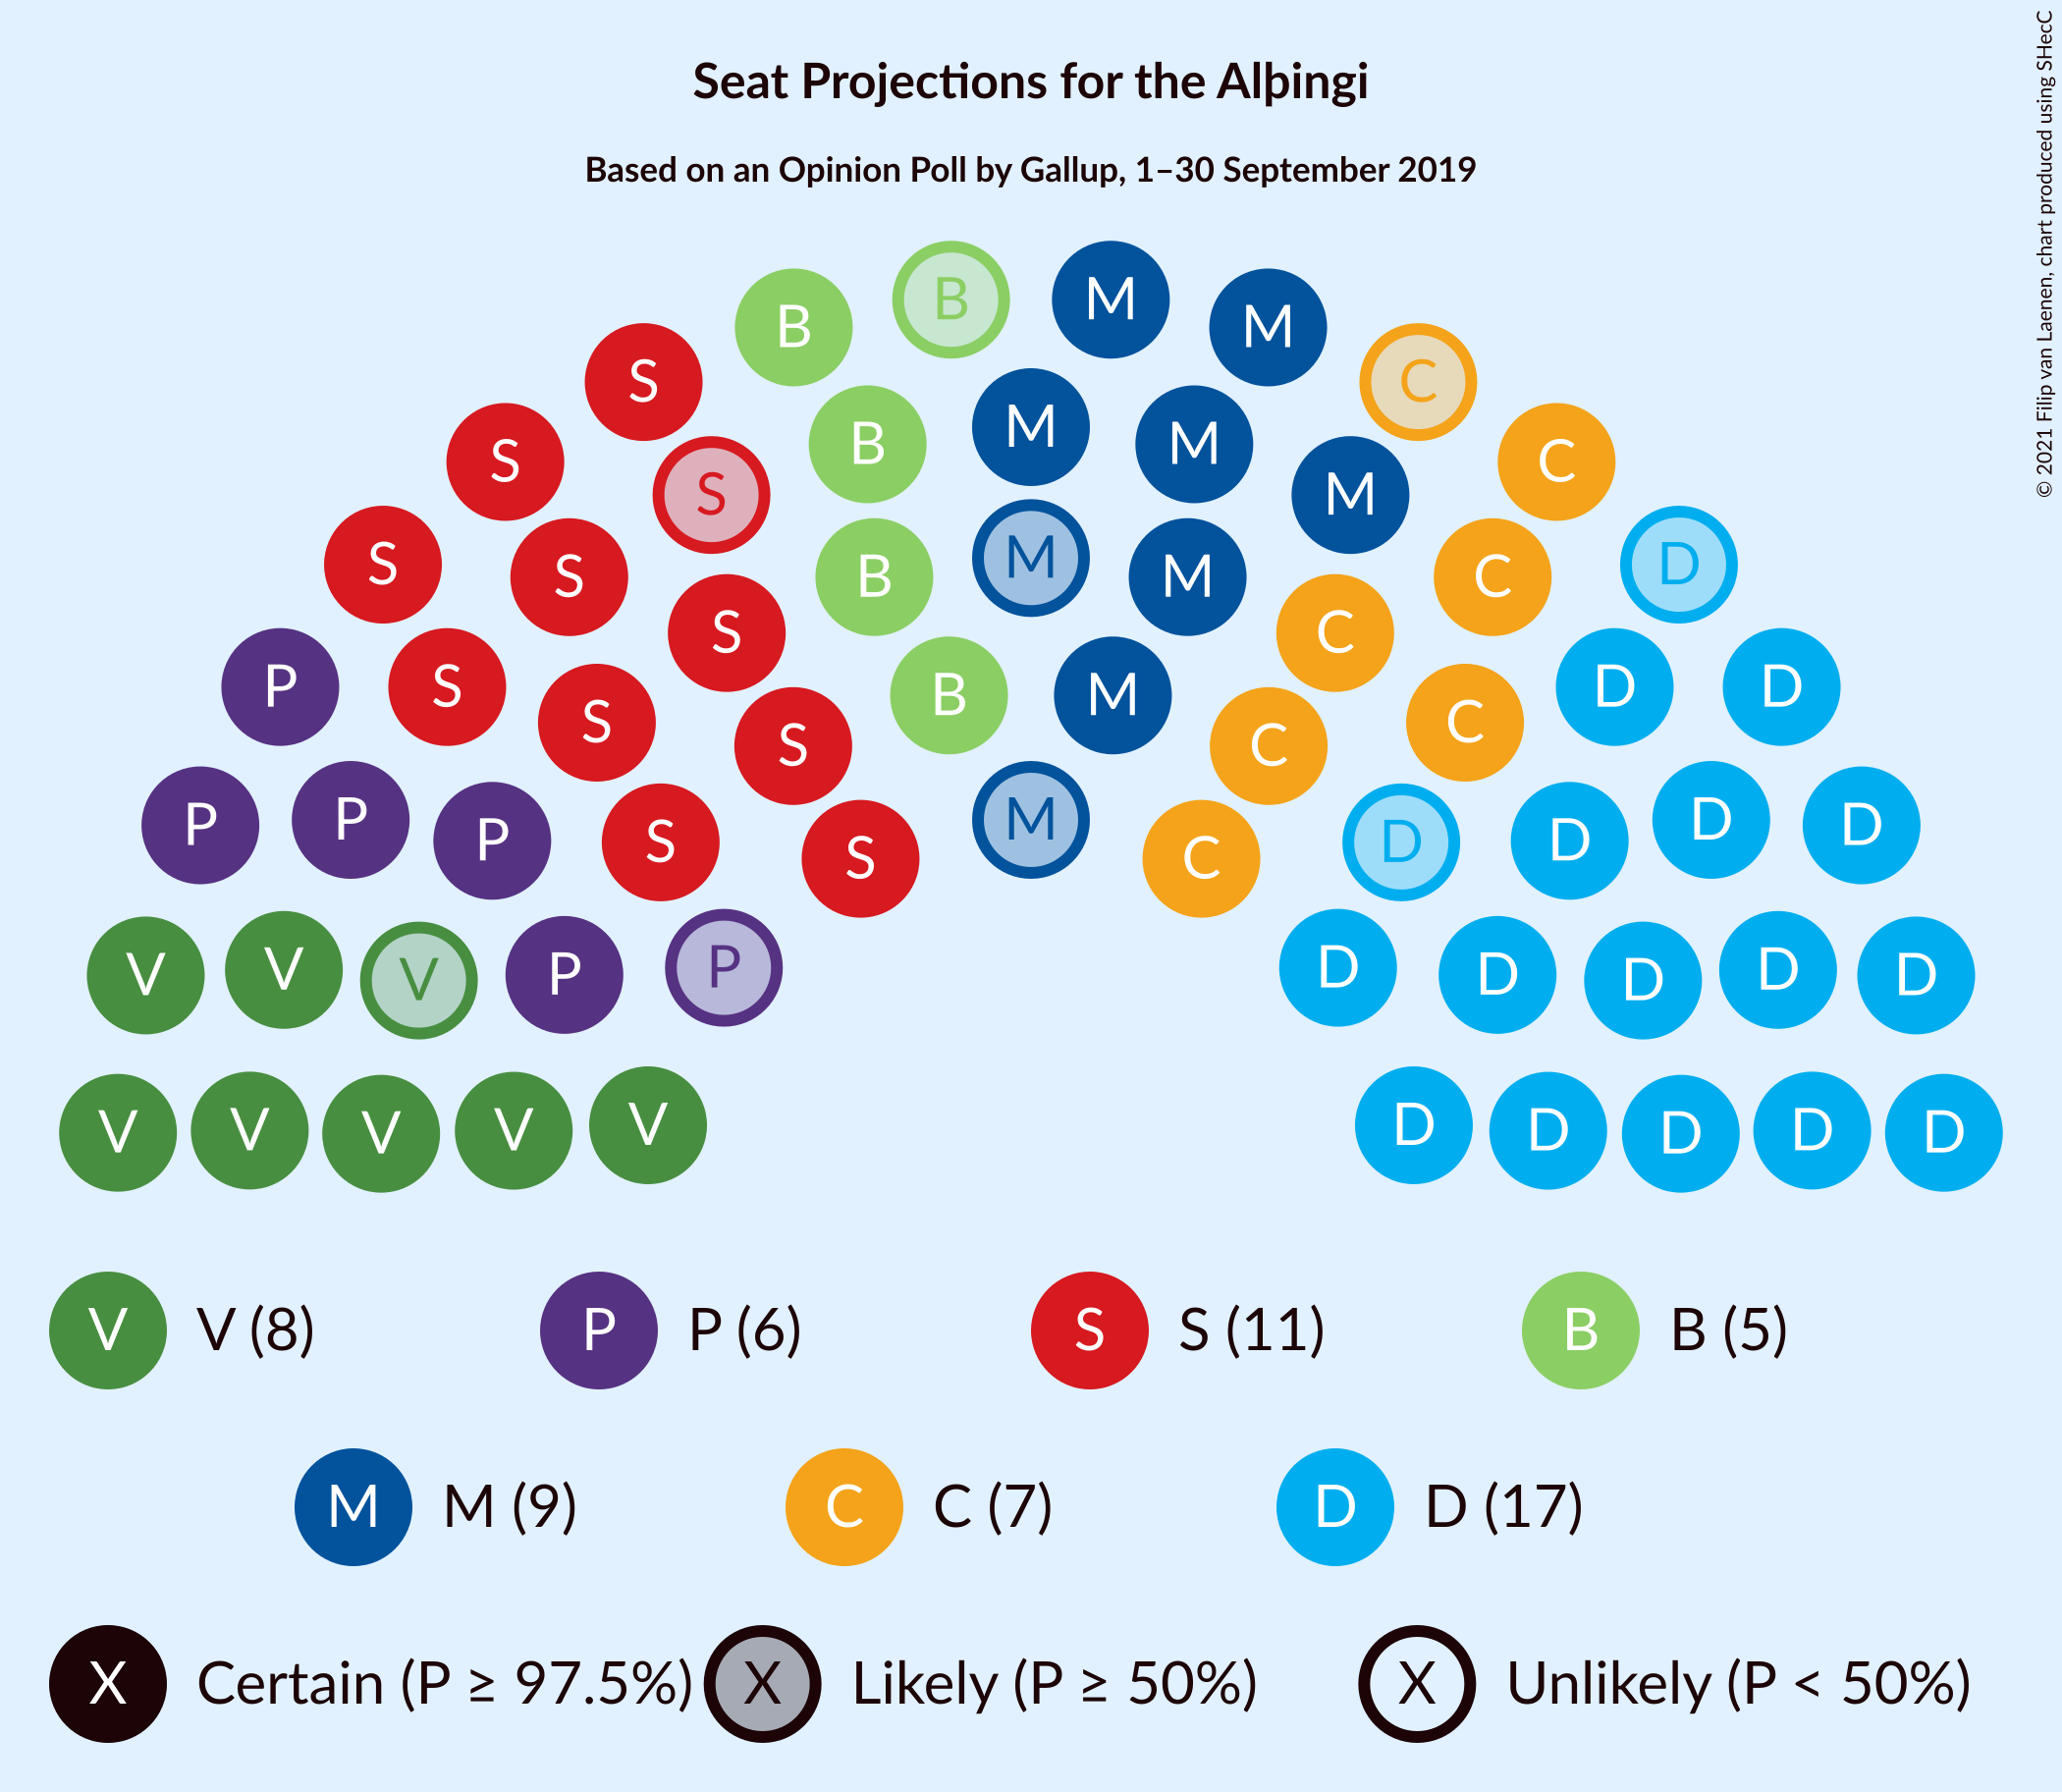 Seat Projections for the Alþingi
Based on an Opinion Poll by Gallup, 1–30 September 2019
© 2021 Filip van Laenen, chart produced using SHecC
B M
B M
S C
S M C
B M
S S M
S M D
S B M C
S C
P S D D
B M
S C
S C
P P M D D
P S D D
S C
V V P D D
V P D D D
V V V V V D D D D D
V V (8) P P (6) S S (11) B B (5)
M M (9) C C (7) D D (17)
X Certain (P ≥ 97.5%) X Likely (P ≥ 50%) X Unlikely (P < 50%)